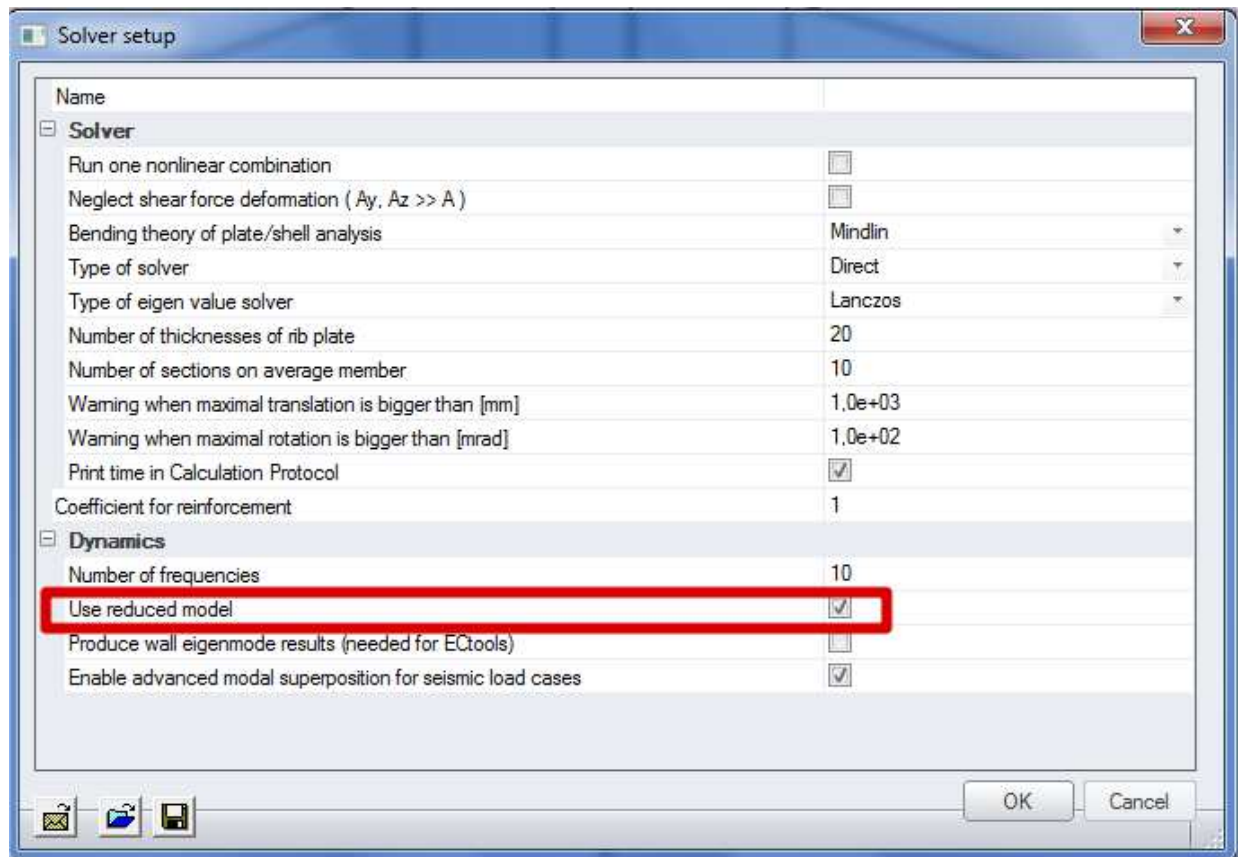 Solver setup
Name
Solver
Run one nonlinear combination
Neglect shear force deformation ( Ay, Az >> A )
Bending theory of plate/shell analysis Mindlin
Type of solver Direct
Type of eigen value solver Lanczos
Number of thicknesses of rib plate 20
Number of sections on average member 10
Warning when maximal translation is bigger than [mm] 1,0e+03
Warning when maximal rotation is bigger than [mrad] 1,0e+02
Print time in Calculation Protocol
Coefficient for reinforcement 1
Dynamics
Number of frequencies 10
Use reduced model
Produce wall eigenmode results (needed for ECtools)
Enable advanced modal superposition for seismic load cases
OK Cancel